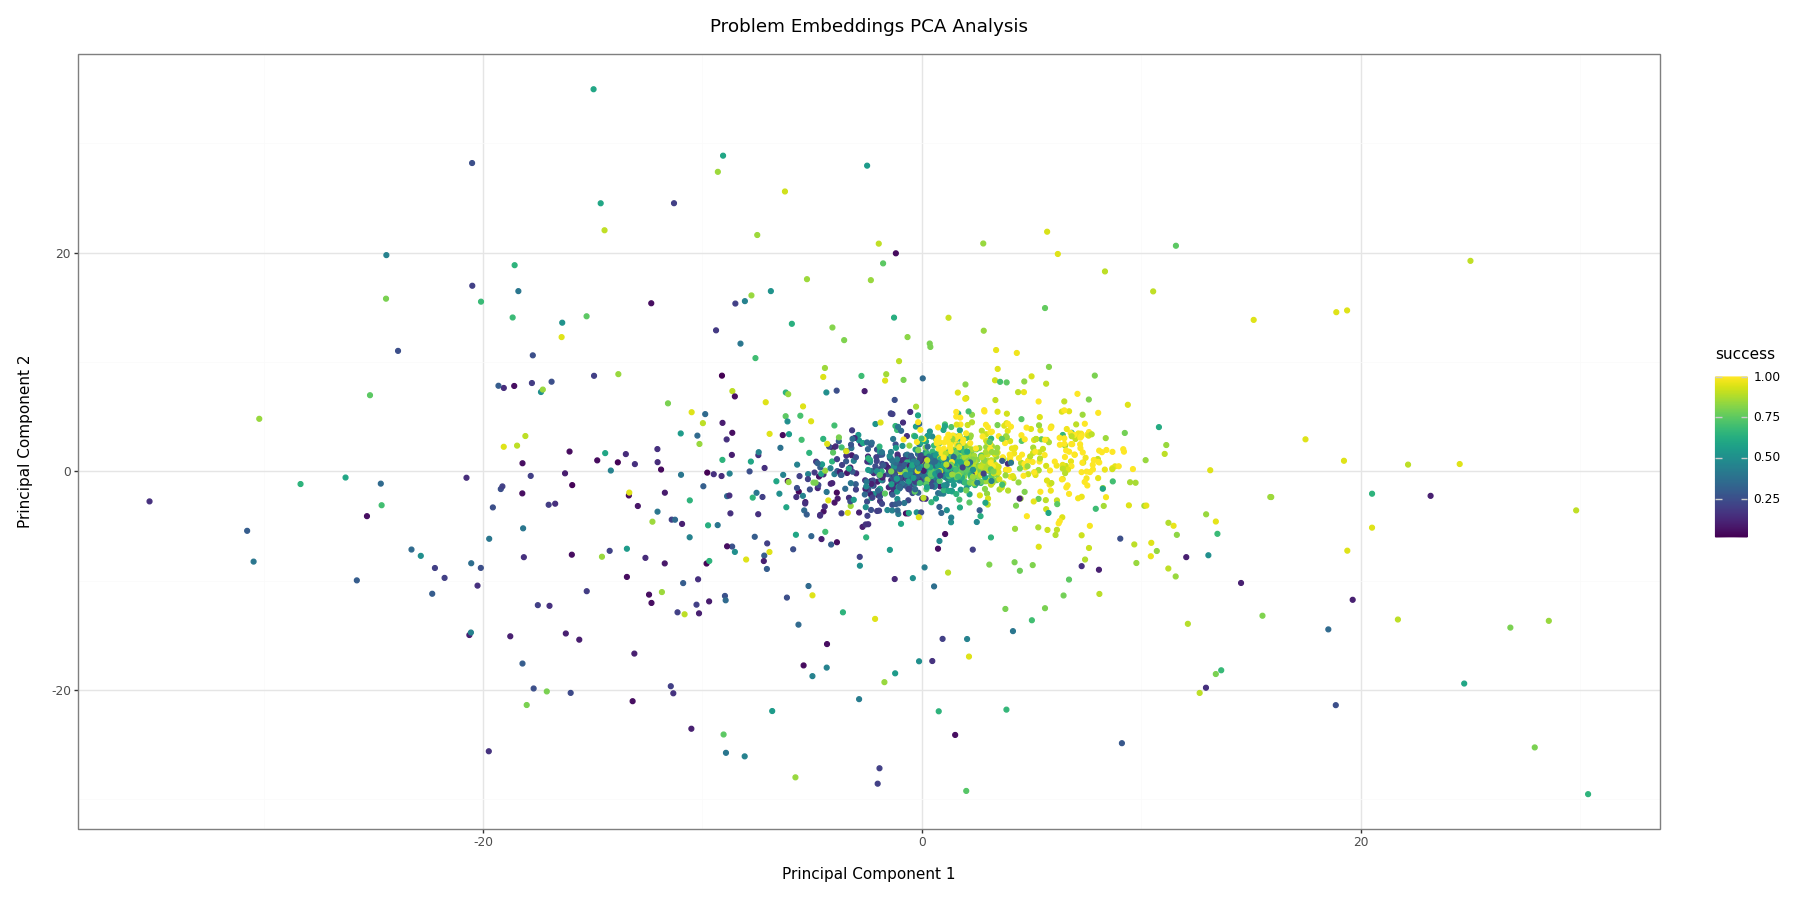 Problem Embeddings PCA Analysis
Principal Component 2
20
0
-20
-20
0
20
Principal Component 1
success
1.00
0.75
0.50
0.25